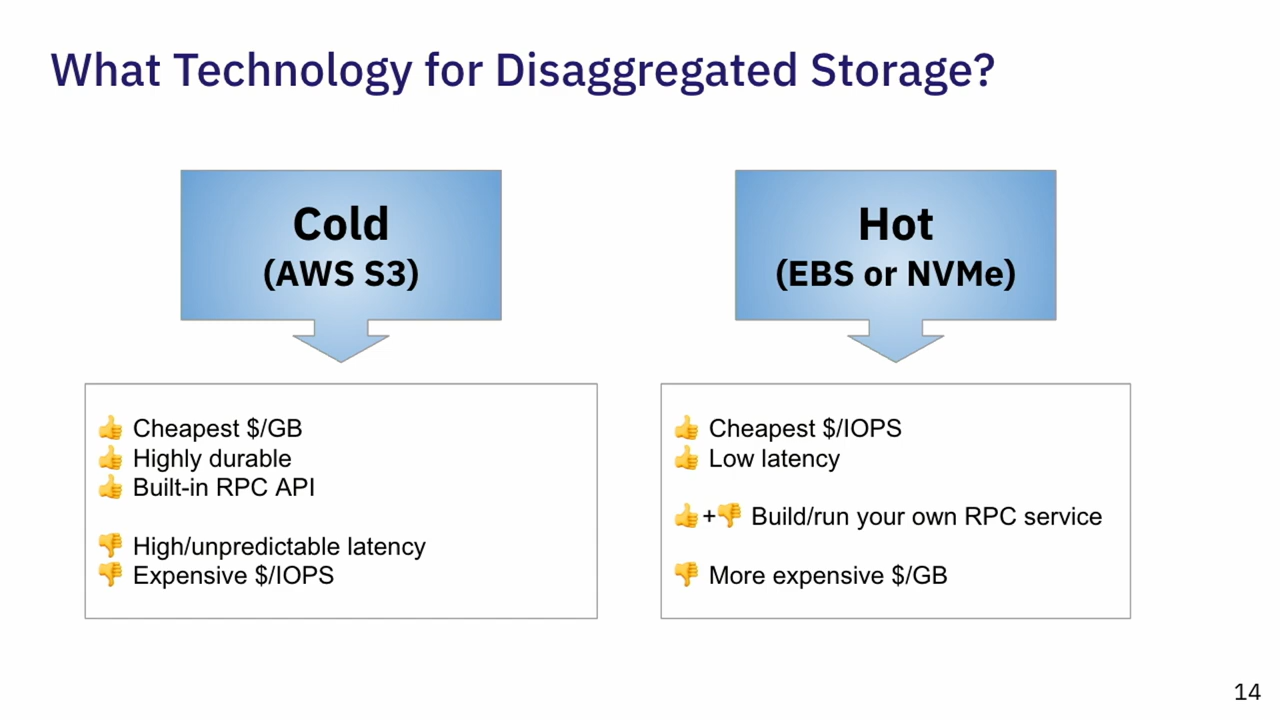 What Technology for Disaggregated Storage?
Cold
(AWS S3)
👍 Cheapest $/GB
👍 Highly durable
👍 Built-in RPC API
👎 High/unpredictable latency
👎 Expensive $/IOPS
Hot
(EBS or NVMe)
👍 Cheapest $/IOPS
👍 Low latency
👍+👎 Build/run your own RPC service
👎 More expensive $/GB
14